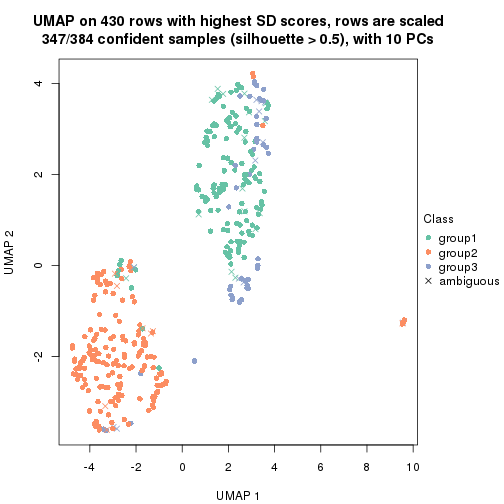 UMAP on 430 rows with highest SD scores, rows are scaled
347/384 confident samples (silhouette > 0.5), with 10 PCs
4
2
0
-2
UMAP 2
-4
-2
0
2
4
6
8
10
UMAP 1
Class
group1
group2
group3
ambiguous